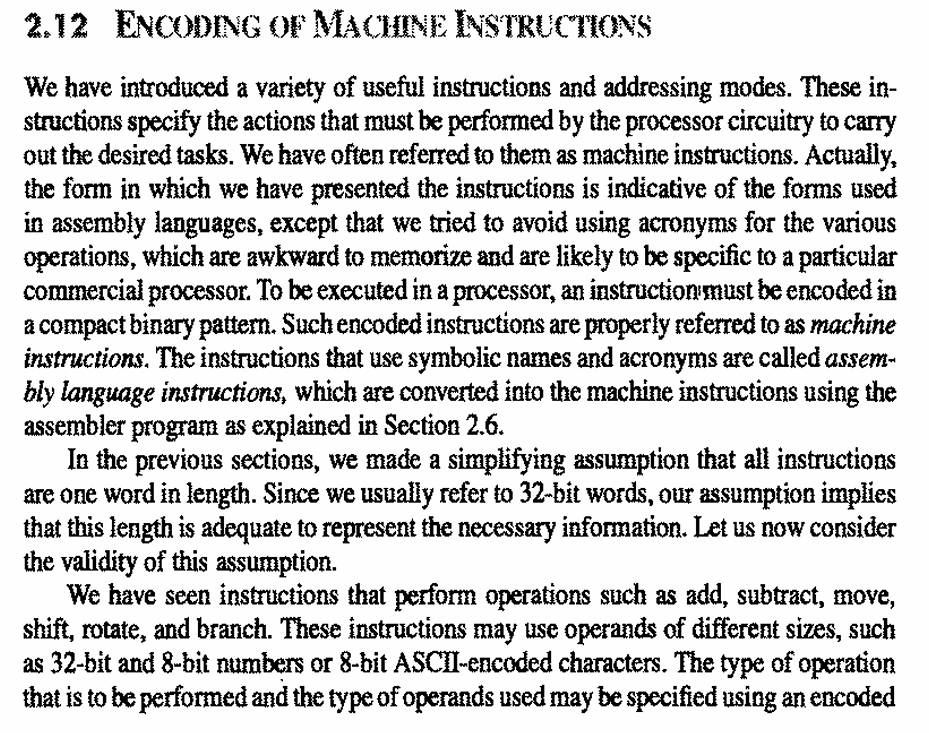 2.12 ENCODING OF MACHINE INSTRUCTIONS
We have introduced a variety of useful instructions and addressing modes. These in-
structions specify the actions that must be performed by the processor circuitry to carry
out the desired tasks. We have often referred to them as machine instructions. Actually,
the form in which we have presented the instructions is indicative of the forms used
in assembly languages, except that we tried to avoid using acronyms for the various
operations, which are awkward to memorize and are likely to be specific to a particular
commercial processor. To be executed in a processor, an instruction must be encoded in
a compact binary pattern. Such encoded instructions are properly referred to as machine
instructions. The instructions that use symbolic names and acronyms are called assem-
bly language instructions, which are converted into the machine instructions using the
assembler program as explained in Section 2.6.
In the previous sections, we made a simplifying assumption that all instructions
are one word in length. Since we usually refer to 32-bit words, our assumption implies
that this length is adequate to represent the necessary information. Let us now consider
the validity of this assumption.
We have seen instructions that perform operations such as add, subtract, move,
shift, rotate, and branch. These instructions may use operands of different sizes, such
as 32-bit and 8-bit numbers or 8-bit ASCII-encoded characters. The type of operation
that is to be performed and the type of operands used may be specified using an encoded